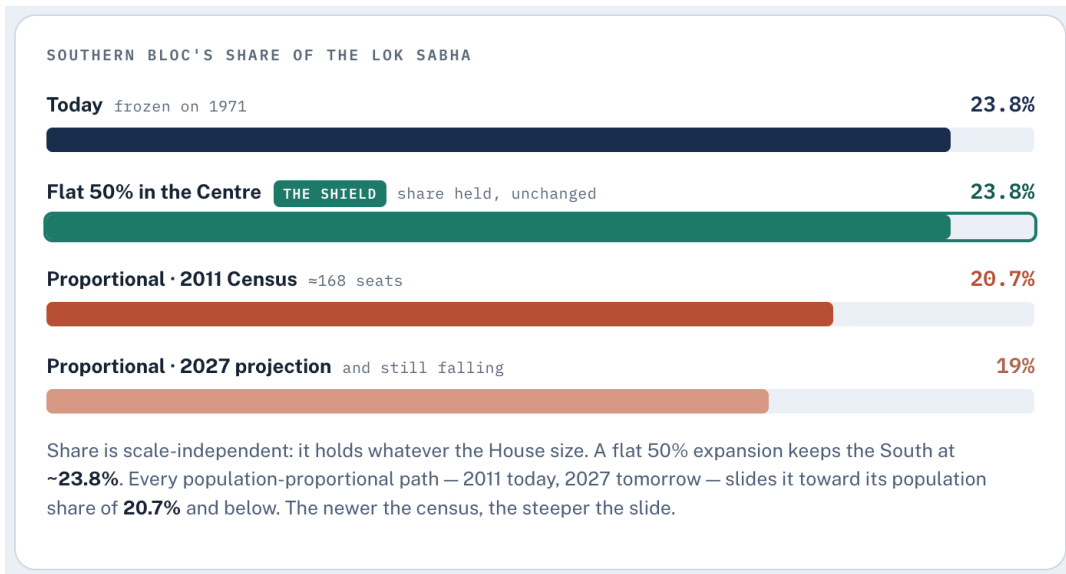 SOUTHERN BLOC'S SHARE OF THE LOK SABHA
Today frozen on 1971 23.8%
Flat 50% in the Centre THE SHIELD share held, unchanged 23.8%
Proportional · 2011 Census ≈168 seats 20.7%
Proportional · 2027 projection and still falling 19%
Share is scale-independent: it holds whatever the House size. A flat 50% expansion keeps the South at
~23.8%. Every population-proportional path — 2011 today, 2027 tomorrow — slides it toward its population
share of 20.7% and below. The newer the census, the steeper the slide.